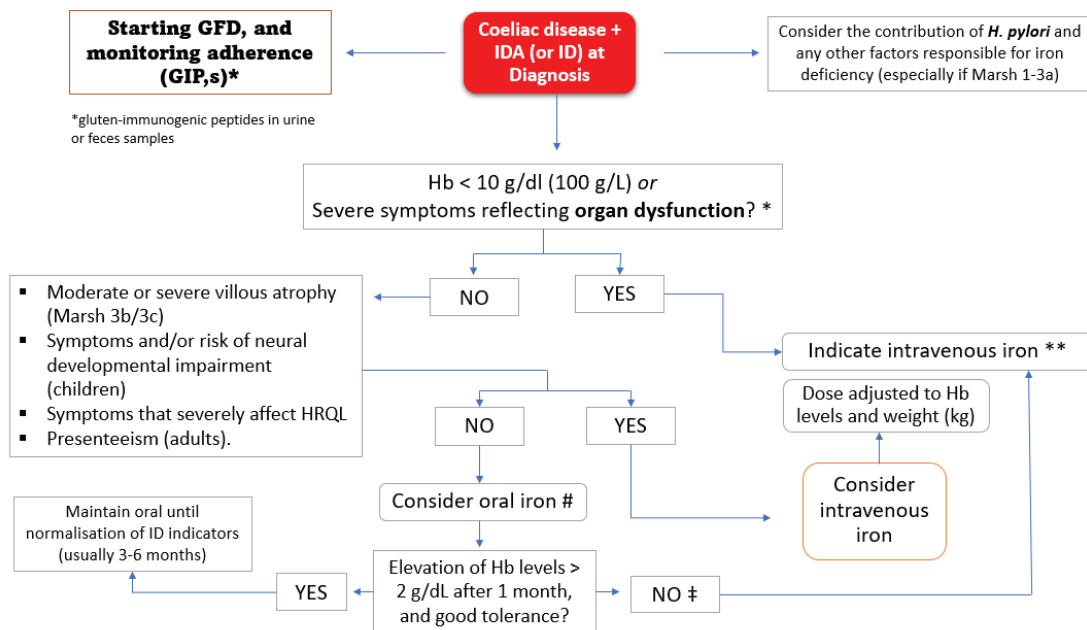 Starting GFD, and
monitoring adherence
(GIP,s)*
*gluten-immunogenic peptides in urine
or feces samples
Coeliac disease +
IDA (or ID) at
Diagnosis
Consider the contribution of H. pylori and
any other factors responsible for iron
deficiency (especially if Marsh 1-3a)
Hb < 10 g/dl (100 g/L) or
Severe symptoms reflecting organ dysfunction? *
NO
YES
▪ Moderate or severe villous atrophy
(Marsh 3b/3c)
▪ Symptoms and/or risk of neural
developmental impairment
(children)
▪ Symptoms that severely affect HRQL
▪ Presenteeism (adults).
Indicate intravenous iron **
Dose adjusted to Hb
levels and weight (kg)
NO
YES
Consider
intravenous
iron
Consider oral iron #
Maintain oral until
normalisation of ID indicators
(usually 3-6 months)
Elevation of Hb levels >
2 g/dL after 1 month,
and good tolerance?
YES
NO ‡